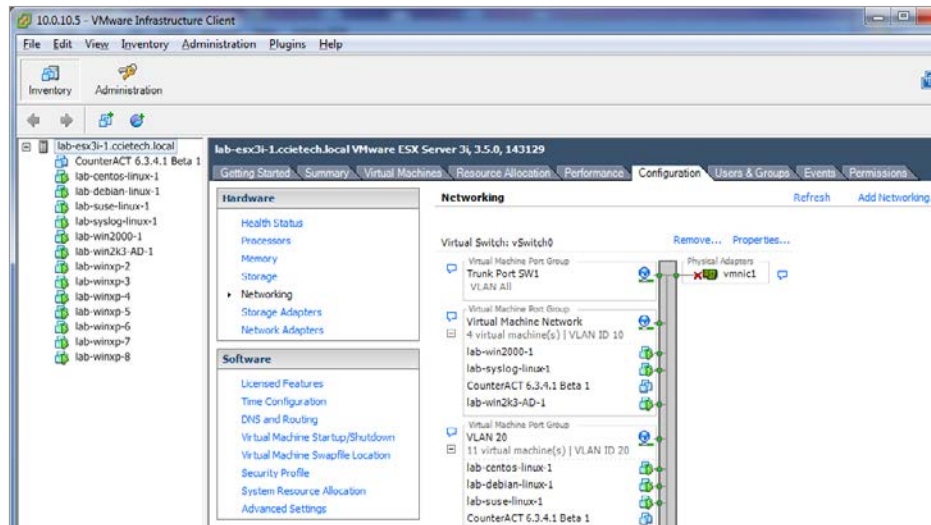 10.0.10.5 - VMware Infrastructure Client
File Edit View Inventory Administration Plugins Help
Inventory Administration
lab-esx3i-1.ccietech.local
CounterACT 6.3.4.1 Beta 1
lab-centos-linux-1
lab-debian-linux-1
lab-suse-linux-1
lab-syslog-linux-1
lab-win2000-1
lab-win2k3-AD-1
lab-winxp-2
lab-winxp-3
lab-winxp-4
lab-winxp-5
lab-winxp-6
lab-winxp-7
lab-winxp-8
lab-esx3i-1.ccietech.local VMware ESX Server 3i, 3.5.0, 143129
Getting Started Summary Virtual Machines Resource Allocation Performance Configuration Users & Groups Events Permissions
Hardware
Health Status
Processors
Memory
Storage
Networking
Storage Adapters
Network Adapters
Software
Licensed Features
Time Configuration
DNS and Routing
Virtual Machine Startup/Shutdown
Virtual Machine Swapfile Location
Security Profile
System Resource Allocation
Advanced Settings
Networking Refresh Add Networking
Virtual Switch: vSwitch0 Remove... Properties...
Virtual Machine Port Group
Trunk Port SW1
VLAN All
Physical Adapters
vmnic1
Virtual Machine Port Group
Virtual Machine Network
4 virtual machine(s) | VLAN ID 10
lab-win2000-1
lab-syslog-linux-1
CounterACT 6.3.4.1 Beta 1
lab-win2k3-AD-1
Virtual Machine Port Group
VLAN 20
11 virtual machine(s) | VLAN ID 20
lab-centos-linux-1
lab-debian-linux-1
lab-suse-linux-1
CounterACT 6.3.4.1 Beta 1